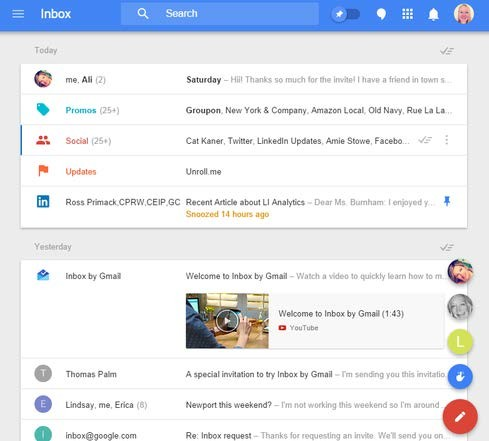 Inbox
Search
Today
me, Ali (2) Saturday – Hi! Thanks so much for the invite! I have a friend in town s...
Promos (25+) Groupon, New York & Company, Amazon Local, Old Navy, Rue La La...
Social (25+) Cat Kaner, Twitter, LinkedIn Updates, Amie Stowe, Facebo...
Updates Unroll.me
in Ross Primack,CPRW,CEIP,GC Recent Article about LI Analytics – Dear Ms. Burnham: I enjoyed y...
Snoozed 14 hours ago
Yesterday
Inbox by Gmail Welcome to Inbox by Gmail – Watch a video to quickly learn how to m...
Welcome to Inbox by Gmail (1:43)
YouTube
L
T Thomas Palm A special invitation to try Inbox by Gmail – I'm sending you this invitatio...
E Lindsay, me, Erica (8) Newport this weekend? – I'm not working this weekend so I'm around...
i inbox@google.com Re: Inbox request – Thanks for requesting an invite. We'll send you on...